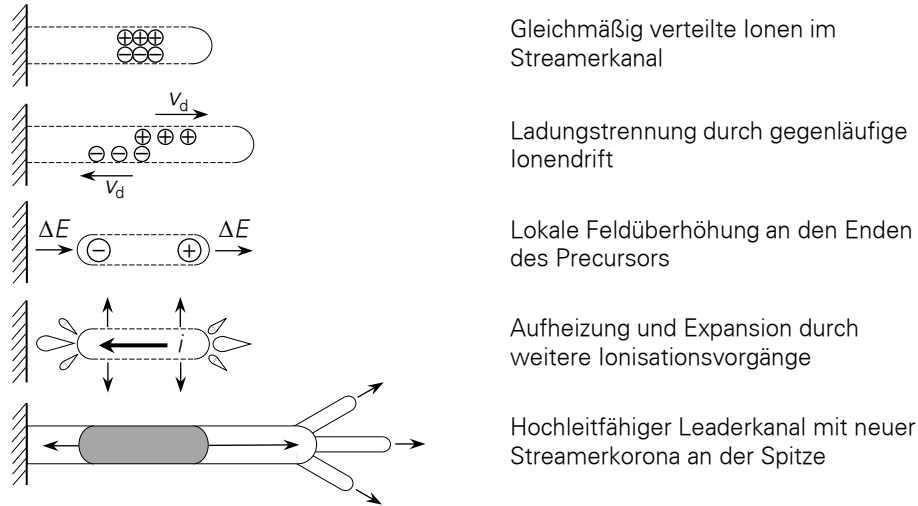 Gleichmäßig verteilte Ionen im
Streamerkanal
v_d
v_d
Ladungstrennung durch gegenläufige
Ionendrift
ΔE
ΔE
Lokale Feldüberhöhung an den Enden
des Precursors
i
Aufheizung und Expansion durch
weitere Ionisationsvorgänge
Hochleitfähiger Leaderkanal mit neuer
Streamerkorona an der Spitze